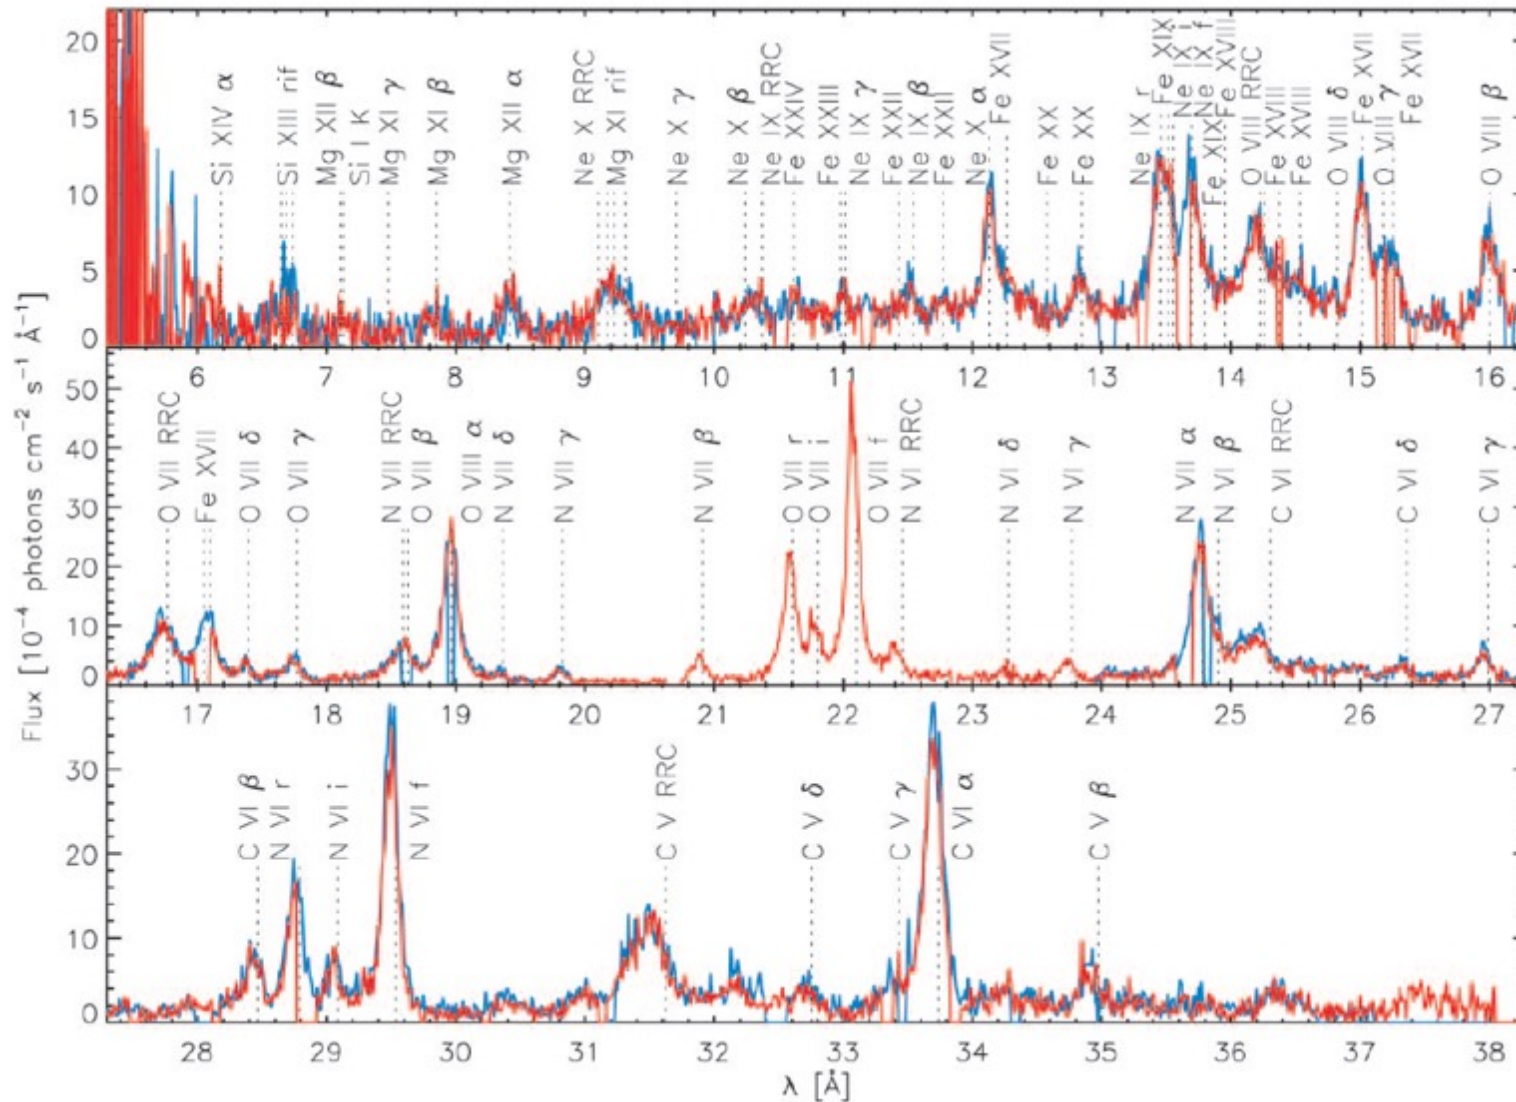 Flux [10⁻⁴ photons cm⁻² s⁻¹ Å⁻¹]
20
15
10
5
0
Si XIV α
Si XIII rif
Mg XII β
Si I K
Mg XI γ
Mg XI β
Mg XII α
Ne X RRC
Mg XI rif
Ne X γ
Ne X β
Ne IX RRC
Fe XXIV
Fe XXIII
Ne IX γ
Fe XXII
Ne IX β
Fe XXII
Ne X α
Fe XVII
Fe XX
Fe XX
Ne IX r
Fe XIX
Ne IX i
Ne IX f
Fe XIX
Fe XVIII
O VIII RRC
Fe XVIII
Fe XVIII
O VIII δ
Fe XVII
O VIII γ
Fe XVII
O VIII β
6 7 8 9 10 11 12 13 14 15 16
50
40
30
20
10
0
O VII RRC
Fe XVII
O VII δ
O VII γ
N VII RRC
O VII β
O VIII α
N VII δ
N VII γ
N VII β
O VII r
O VII i
O VII f
N VI RRC
N VI δ
N VI γ
N VII α
N VI β
C VI RRC
C VI δ
C VI γ
17 18 19 20 21 22 23 24 25 26 27
30
20
10
0
C VI β
N VI r
N VI i
N VI f
C V RRC
C V δ
C V γ
C VI α
C V β
28 29 30 31 32 33 34 35 36 37 38
λ [Å]